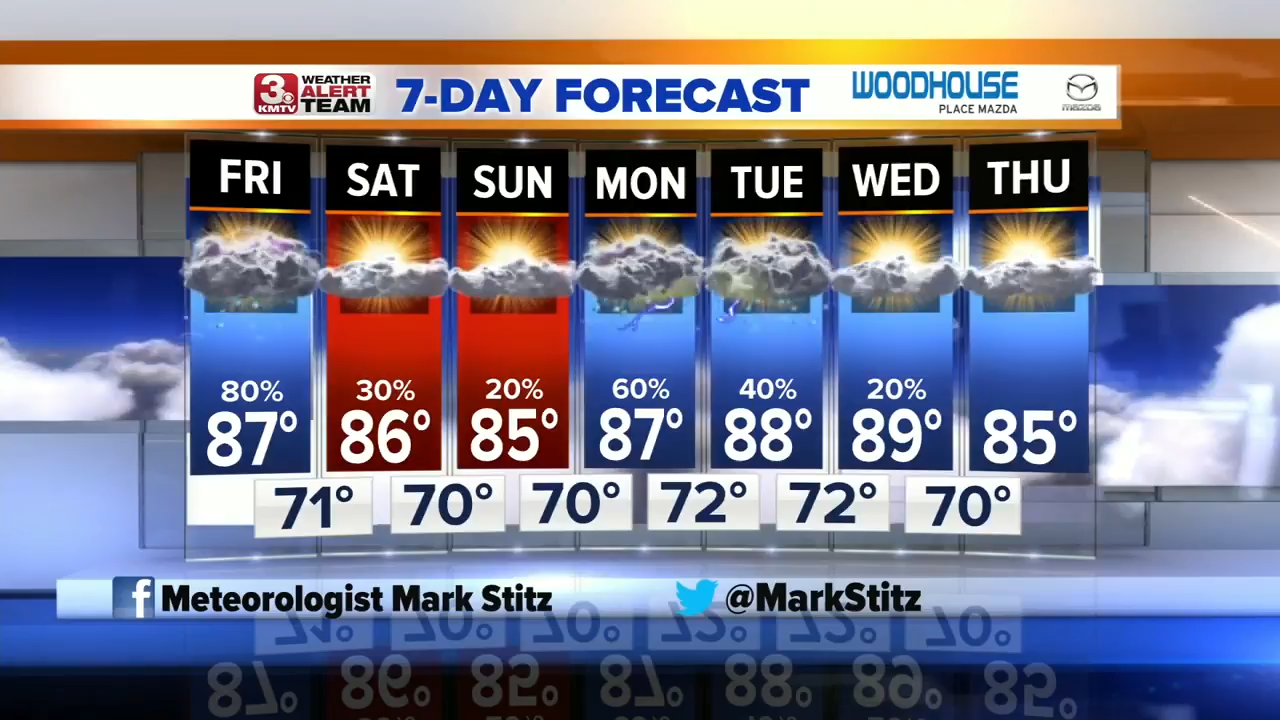 3 KMTV WEATHER ALERT TEAM 7-DAY FORECAST WOODHOUSE PLACE MAZDA mazda
FRI SAT SUN MON TUE WED THU
80% 30% 20% 60% 40% 20%
87° 86° 85° 87° 88° 89° 85°
71° 70° 70° 72° 72° 70°
f Meteorologist Mark Stitz @MarkStitz